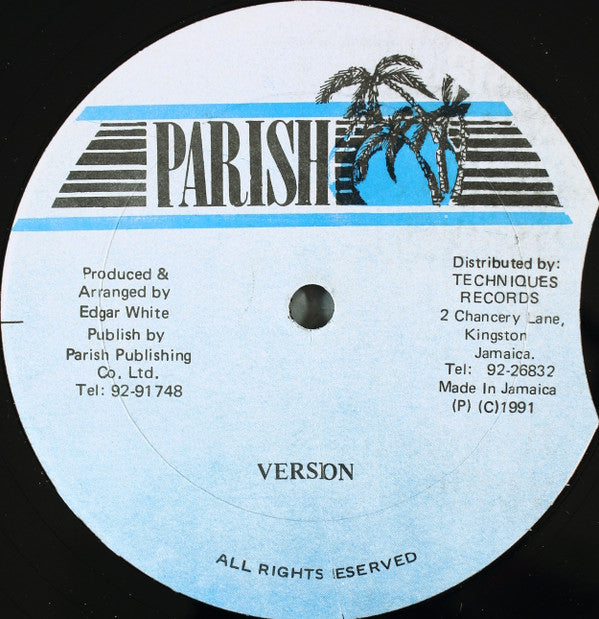 PARISH
Produced &
Arranged by
Edgar White
Publish by
Parish Publishing
Co. Ltd.
Tel: 92-91748
Distributed by:
TECHNIQUES
RECORDS
2 Chancery Lane,
Kingston
Jamaica.
Tel: 92-26832
Made In Jamaica
(P) (C)1991
VERSION
ALL RIGHTS ESERVED